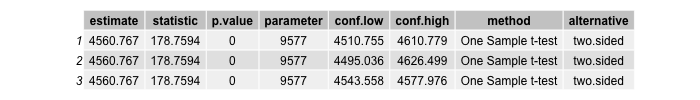 estimate statistic p.value parameter conf.low conf.high method alternative
1 4560.767 178.7594 0 9577 4510.755 4610.779 One Sample t-test two.sided
2 4560.767 178.7594 0 9577 4495.036 4626.499 One Sample t-test two.sided
3 4560.767 178.7594 0 9577 4543.558 4577.976 One Sample t-test two.sided